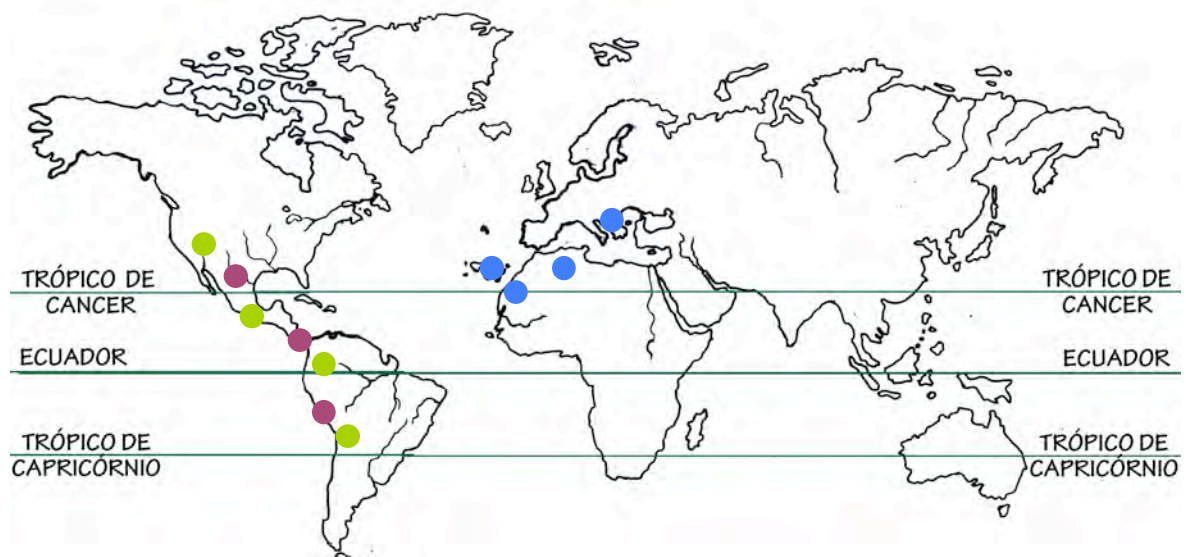 TRÓPICO DE
CANCER
TRÓPICO DE
CANCER
ECUADOR
ECUADOR
TRÓPICO DE
CAPRICÓRNIO
TRÓPICO DE
CAPRICÓRNIO